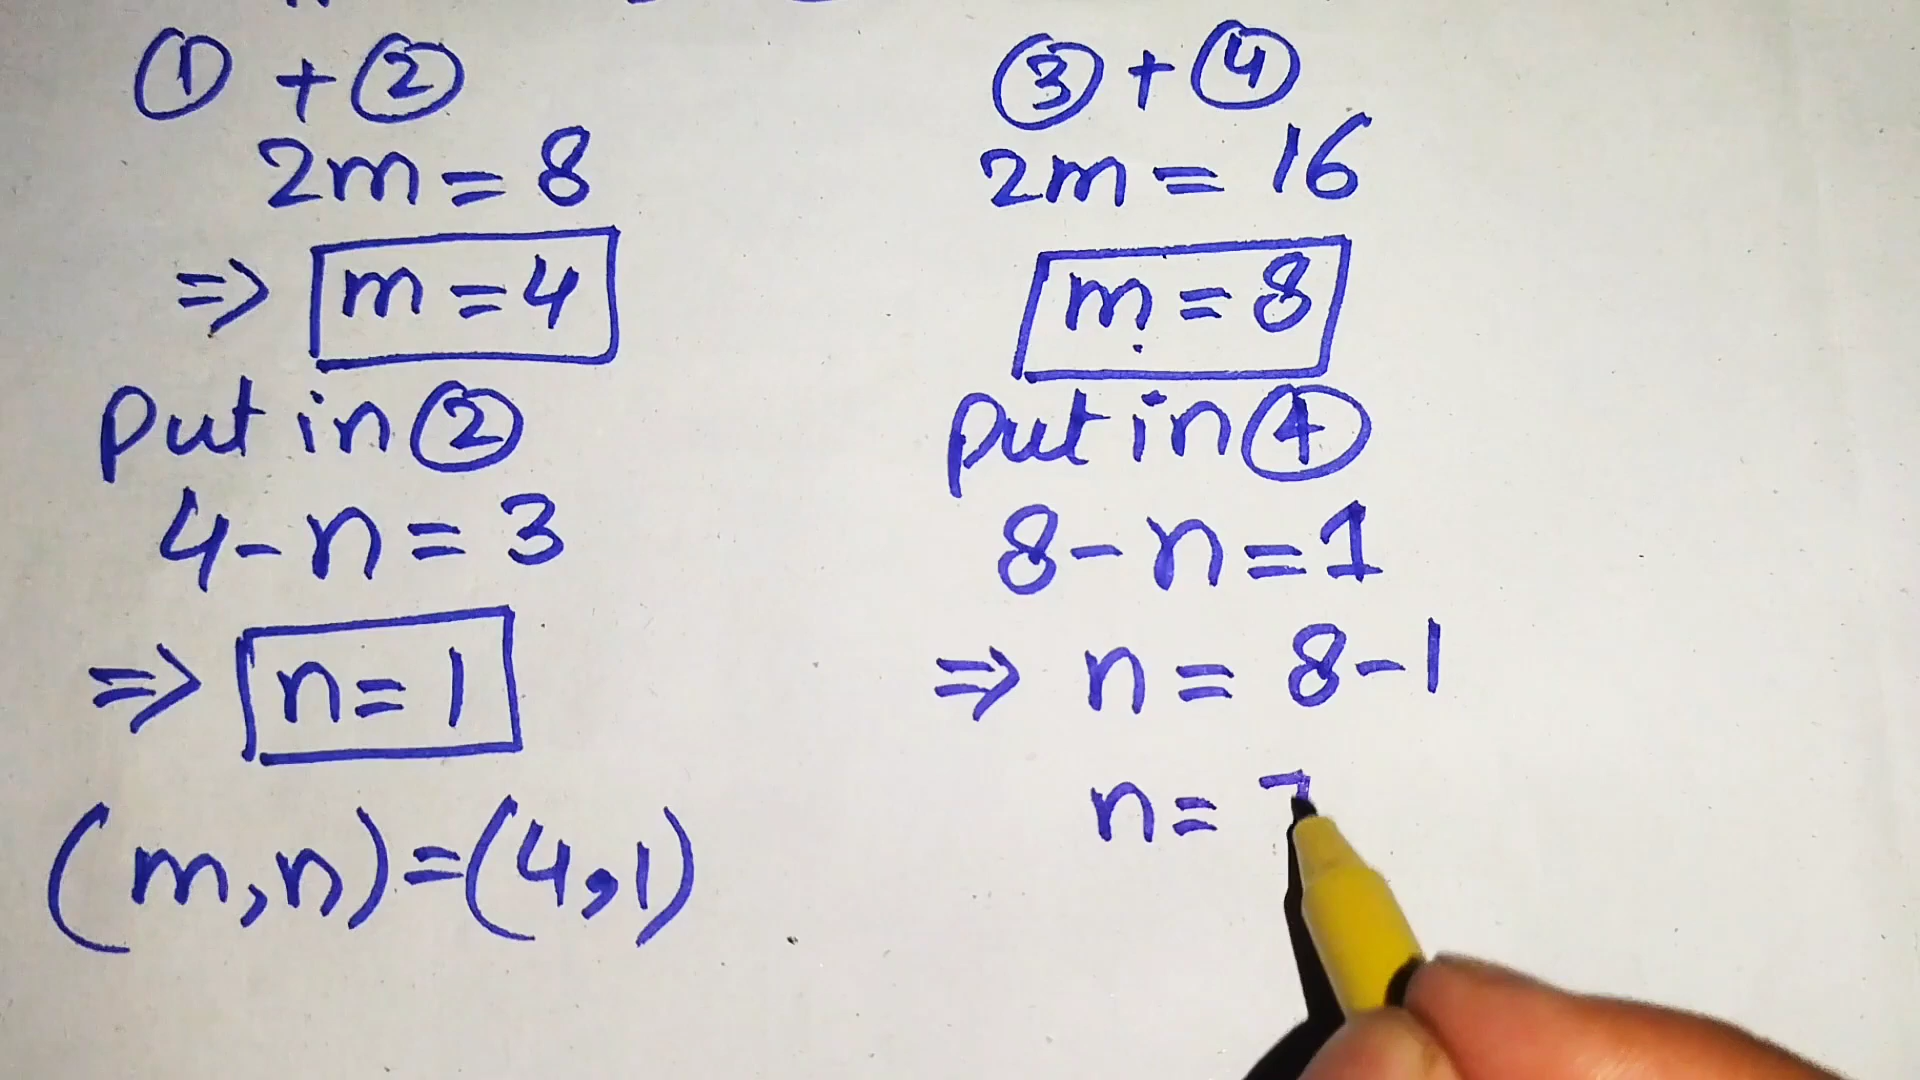 ① + ②
2m = 8
=> m = 4
Put in ②
4 - n = 3
=> n = 1
(m, n) = (4, 1)
③ + ④
2m = 16
m = 8
Put in ④
8 - n = 1
=> n = 8 - 1
n = 7